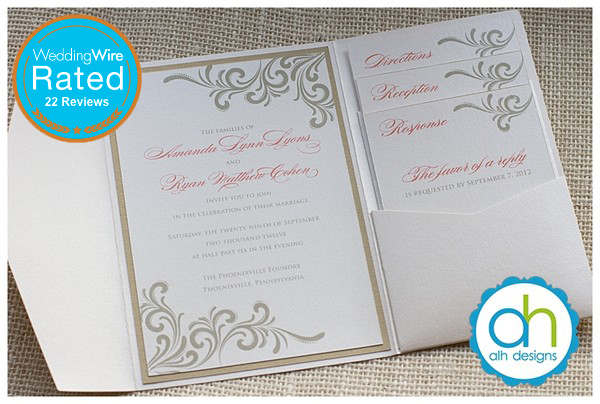 WeddingWire
Rated
22 Reviews
THE FAMILIES OF
Amanda Lynn Lyons
AND
Ryan Matthew Cohen
INVITE YOU TO JOIN
IN THE CELEBRATION OF THEIR MARRIAGE
SATURDAY THE TWENTY NINTH OF SEPTEMBER
TWO THOUSAND TWELVE
AT HALF PAST SIX IN THE EVENING
THE PHOENIXVILLE FOUNDRY
PHOENIXVILLE, PENNSYLVANIA
Directions
Reception
Response
The favor of a reply
IS REQUESTED BY SEPTEMBER 7, 2012
ah
alh designs